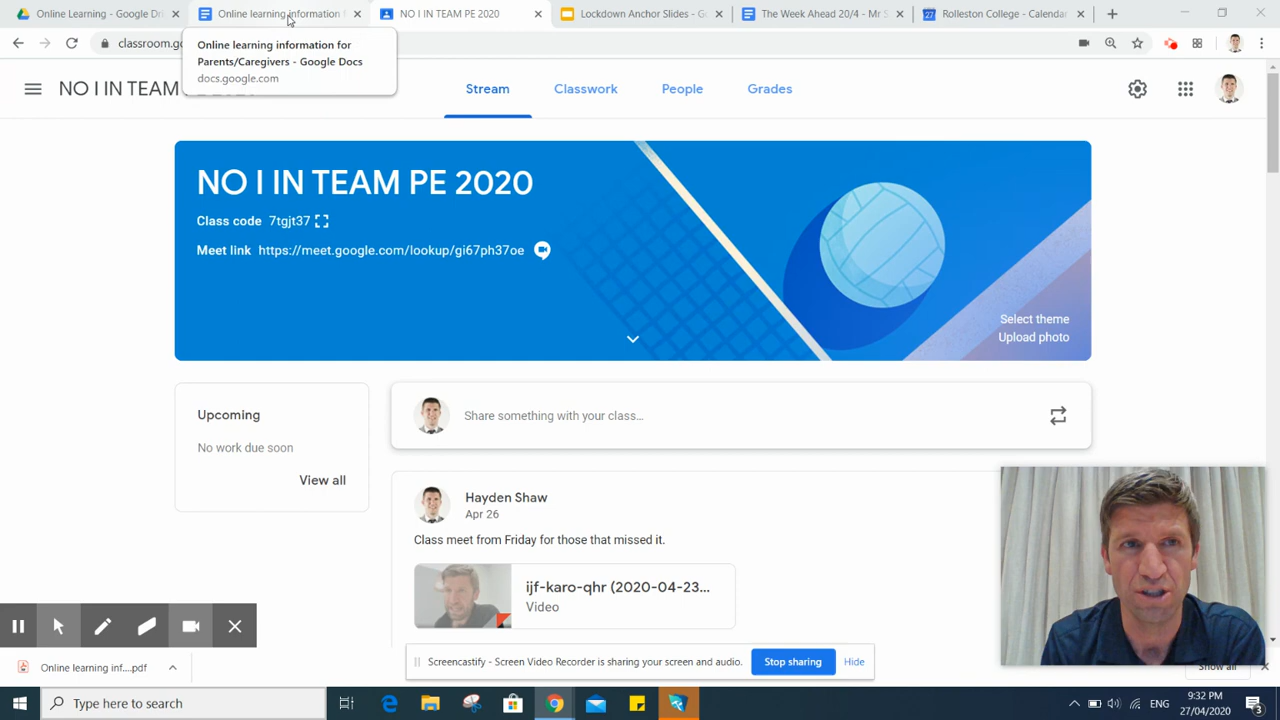 Online Learning - Google Dri
Online learning information f
NO I IN TEAM PE 2020
Lockdown Anchor Slides - Go
The Week Ahead 20/4 - Mr S
Rolleston College - Calendar
classroom.go
Online learning information for
Parents/Caregivers - Google Docs
docs.google.com
NO I IN TEAM
Stream
Classwork
People
Grades
NO I IN TEAM PE 2020
Class code 7tgjt37
Meet link https://meet.google.com/lookup/gi67ph37oe
Select theme
Upload photo
Upcoming
No work due soon
View all
Share something with your class...
Hayden Shaw
Apr 26
Class meet from Friday for those that missed it.
ijf-karo-qhr (2020-04-23...
Video
Screencastify - Screen Video Recorder is sharing your screen and audio.
Stop sharing
Hide
Online learning inf....pdf
Show all
Type here to search
ENG
9:32 PM
27/04/2020
3